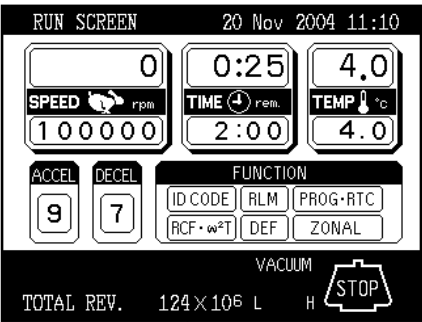 RUN SCREEN 20 Nov 2004 11:10
0 0:25 4.0
SPEED rpm TIME rem. TEMP °c
100000 2:00 4.0
ACCEL DECEL FUNCTION
9 7
ID CODE RLM PROG·RTC
RCF·ω²T DEF ZONAL
VACUUM
TOTAL REV. 124×10⁶ L H STOP